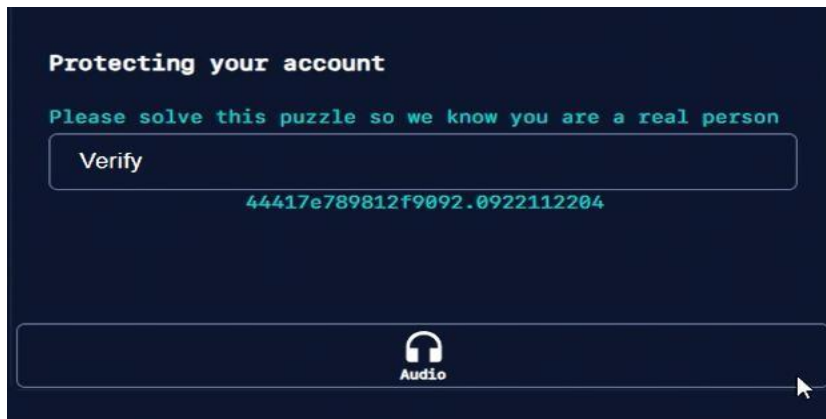 Protecting your account
Please solve this puzzle so we know you are a real person
Verify
44417e789812f9092.0922112204
Audio